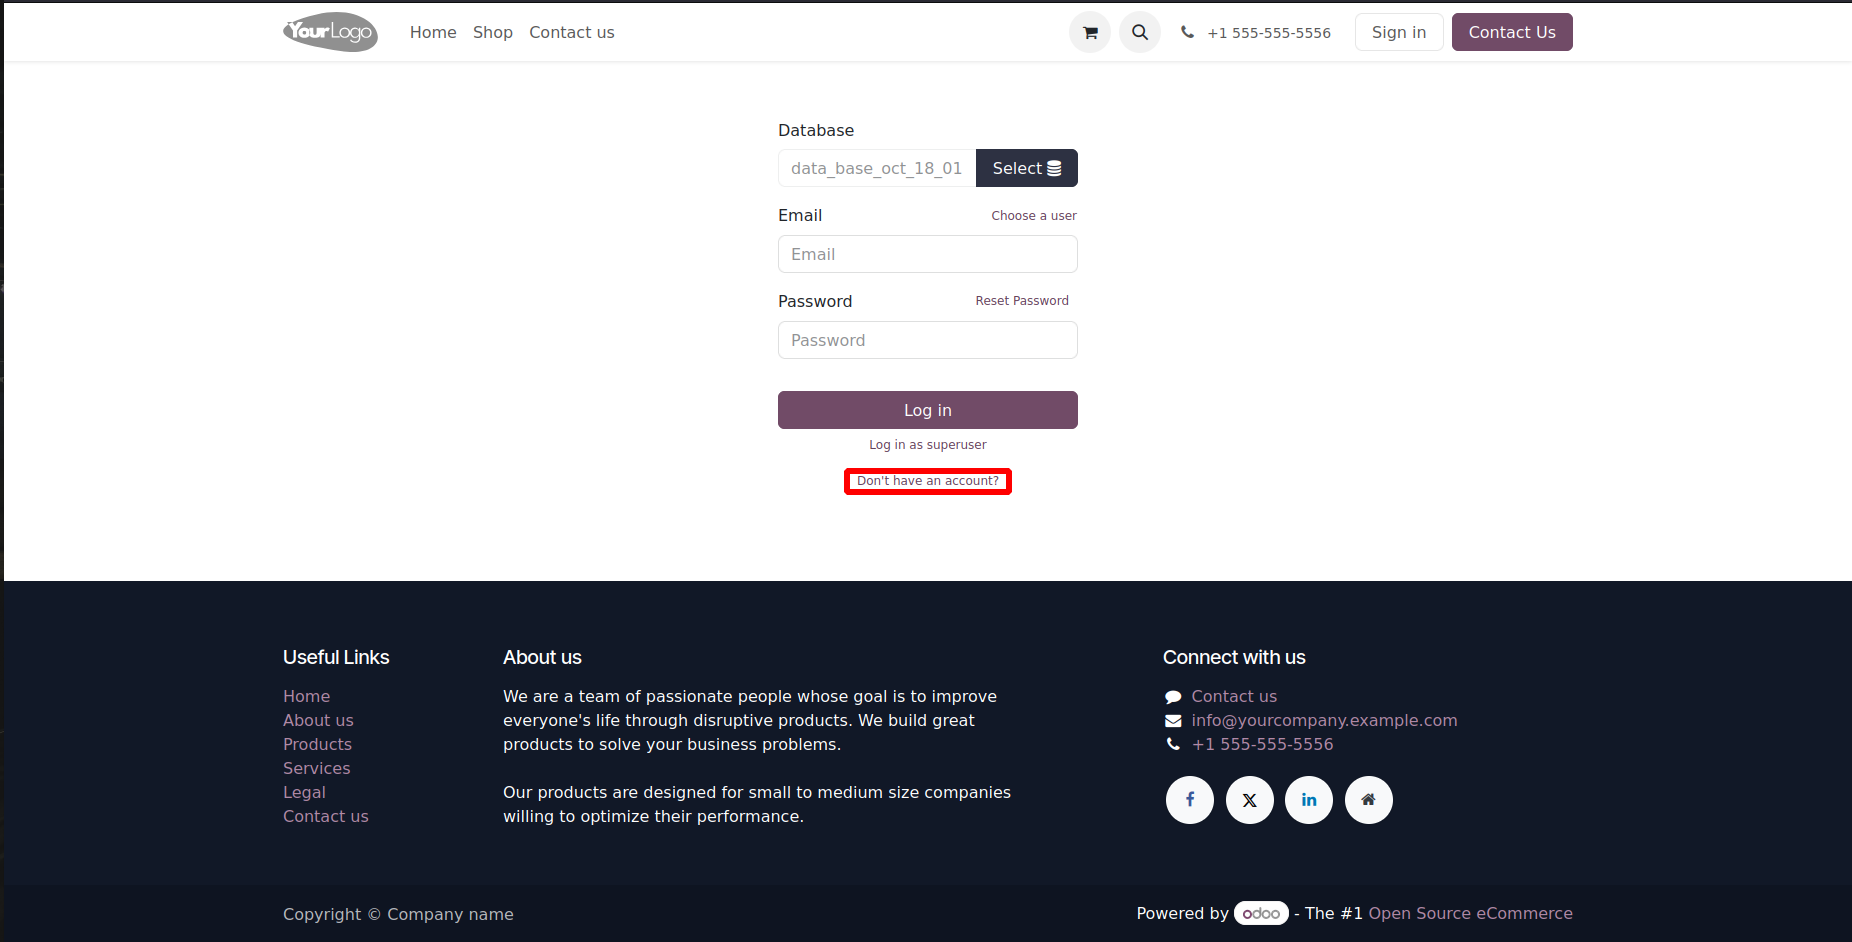 YourLogo
Home Shop Contact us
+1 555-555-5556
Sign in
Contact Us
Database
data_base_oct_18_01
Select
Email
Choose a user
Email
Password
Reset Password
Password
Log in
Log in as superuser
Don't have an account?
Useful Links
Home
About us
Products
Services
Legal
Contact us
About us
We are a team of passionate people whose goal is to improve
everyone's life through disruptive products. We build great
products to solve your business problems.
Our products are designed for small to medium size companies
willing to optimize their performance.
Connect with us
Contact us
info@yourcompany.example.com
+1 555-555-5556
Copyright © Company name
Powered by odoo - The #1 Open Source eCommerce